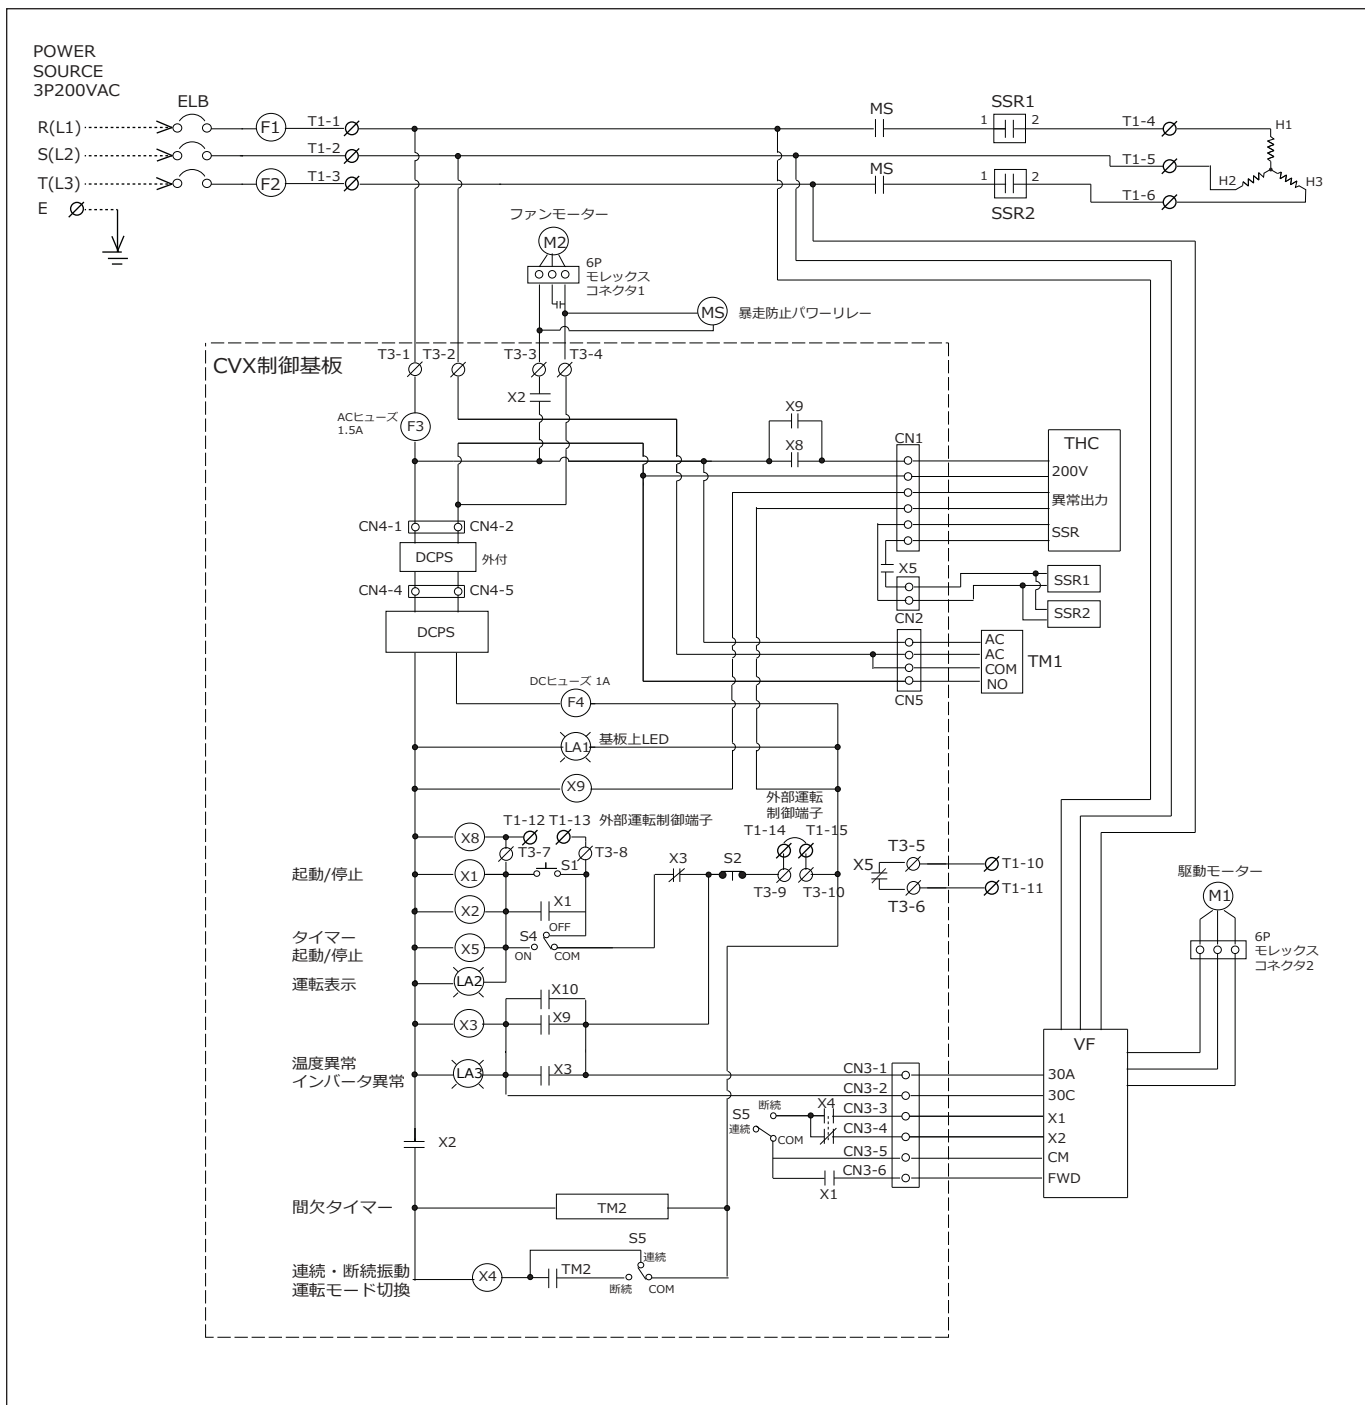 POWER
SOURCE
3P200VAC
ELB
R(L1)
F1
T1-1
MS
SSR1
1
2
T1-4
H1
S(L2)
T1-2
T1-5
T(L3)
F2
T1-3
MS
1
2
SSR2
H2
H3
T1-6
E
ファンモーター
M2
6P
モレックス
コネクタ1
MS
暴走防止パワーリレー
CVX制御基板
T3-1
T3-2
T3-3
T3-4
X2
ACヒューズ
1.5A
F3
X9
X8
CN1
THC
200V
異常出力
SSR
CN4-1
CN4-2
DCPS
外付
CN4-4
CN4-5
DCPS
X5
CN2
SSR1
SSR2
AC
AC
COM
NO
TM1
CN5
DCヒューズ 1A
F4
LA1
基板上LED
X9
外部運転
制御端子
T1-12
T1-13
外部運転制御端子
T1-14
T1-15
X8
T3-7
T3-8
起動/停止
X1
S1
X3
S2
T3-9
T3-10
X5
T3-5
T1-10
T1-11
T3-6
駆動モーター
M1
X2
X1
OFF
タイマー
起動/停止
X5
S4
ON
COM
6P
モレックス
コネクタ2
運転表示
LA2
X10
X3
X9
VF
温度異常
インバータ異常
LA3
X3
CN3-1
30A
CN3-2
30C
断続
X4
CN3-3
X1
S5
連続
COM
CN3-4
X2
CN3-5
CM
CN3-6
FWD
X1
X2
間欠タイマー
TM2
S5
連続
連続・断続振動
運転モード切換
X4
TM2
断続
COM